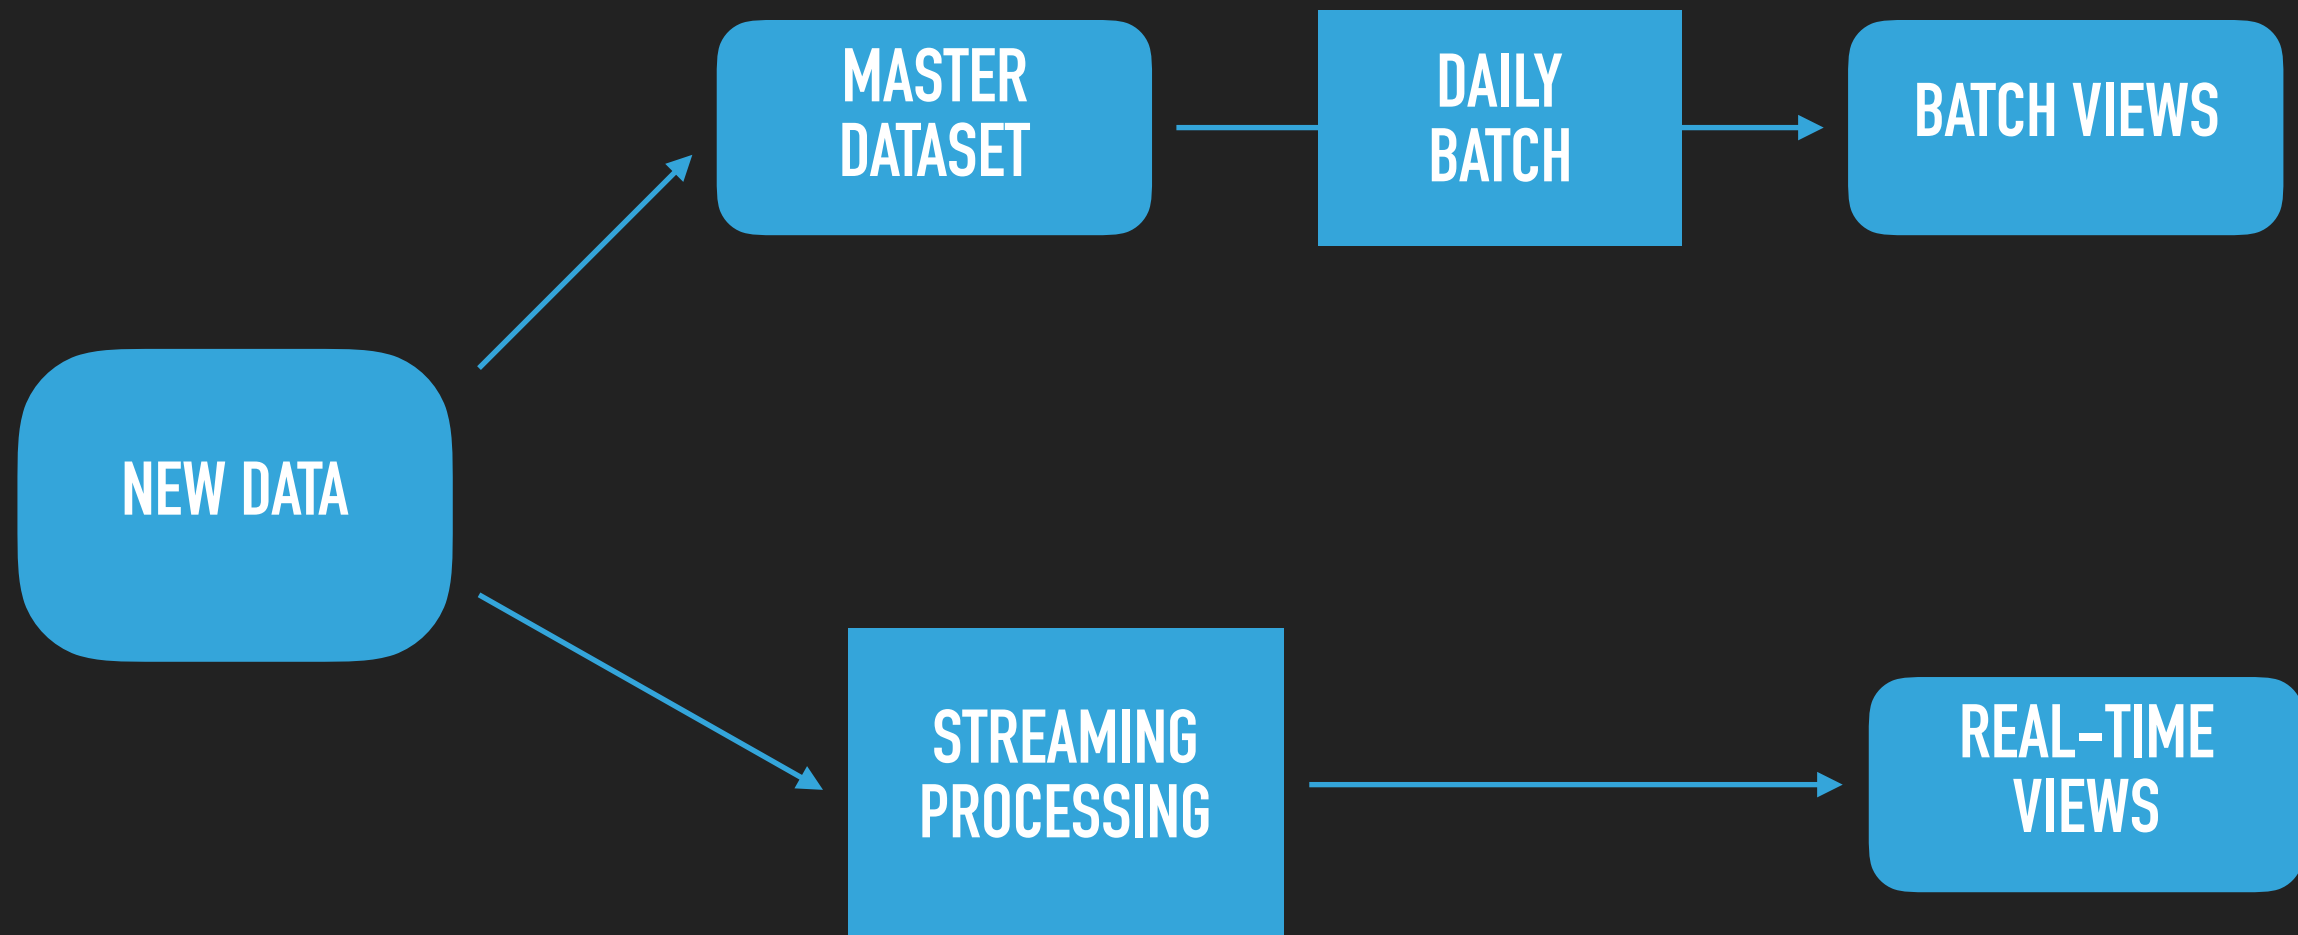 MASTER
DATASET
DAILY
BATCH
BATCH VIEWS
NEW DATA
STREAMING
PROCESSING
REAL-TIME
VIEWS